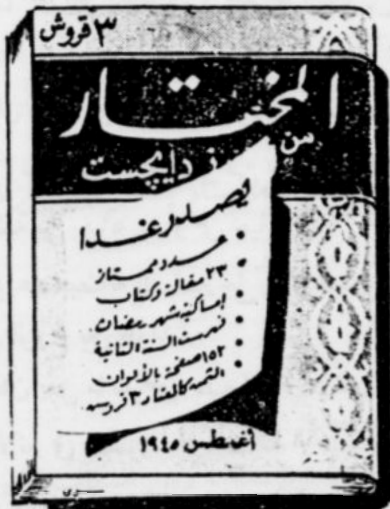 ٣ قروش
المختار
من
دايجست
يصدر غدا
• عدد ممتاز
• ٢٣ مقالة وكتاب
• إمساكية شهر رمضان
• فهرست السنة الثانية
• ١٥٢ صفحة بالألوان
• الثمن كالمعتاد ٣ قروش
أغسطس ١٩٤٥